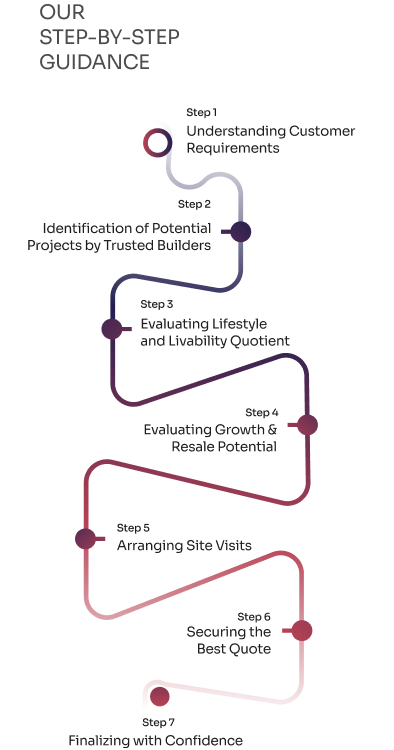 OUR
STEP-BY-STEP
GUIDANCE
Step 1
Understanding Customer
Requirements
Step 2
Identification of Potential
Projects by Trusted Builders
Step 3
Evaluating Lifestyle
and Livability Quotient
Step 4
Evaluating Growth &
Resale Potential
Step 5
Arranging Site Visits
Step 6
Securing the
Best Quote
Step 7
Finalizing with Confidence